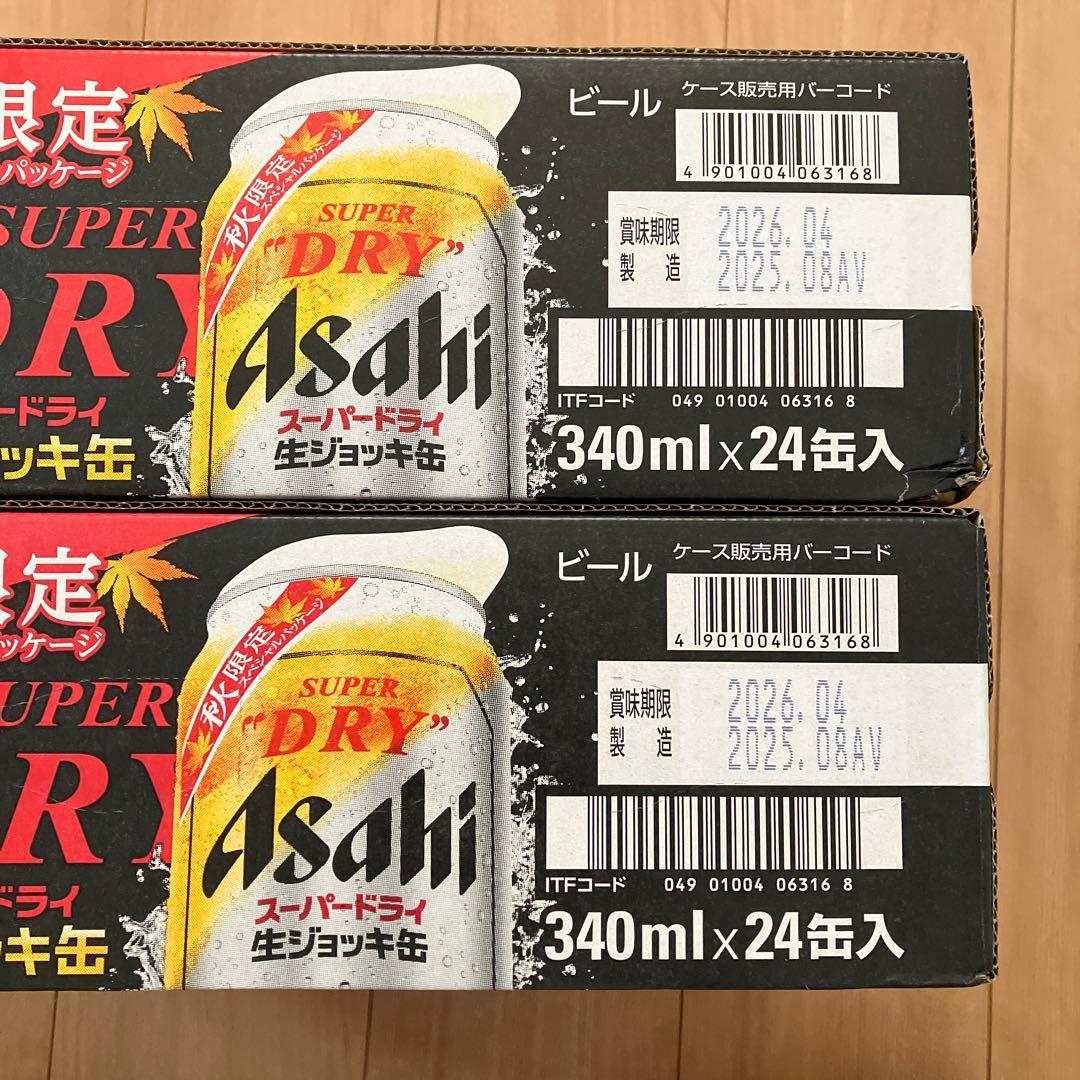 限定
パッケージ
SUPER
DRY
ードライ
ッキ缶
秋限定
スペシャルパッケージ
SUPER
"DRY"
Asahi
スーパードライ
生ジョッキ缶
ビール
ケース販売用バーコード
4 901004 063168
賞味期限 2026.04
製造 2025.08AV
ITFコード 049 01004 06316 8
340ml×24缶入
限定
パッケージ
UPER
RY
ドライ
ッキ缶
秋限定
スペシャルパッケージ
SUPER
"DRY"
Asahi
スーパードライ
生ジョッキ缶
ビール
ケース販売用バーコード
4 901004 063168
賞味期限 2026.04
製造 2025.08AV
ITFコード 049 01004 06316 8
340ml×24缶入